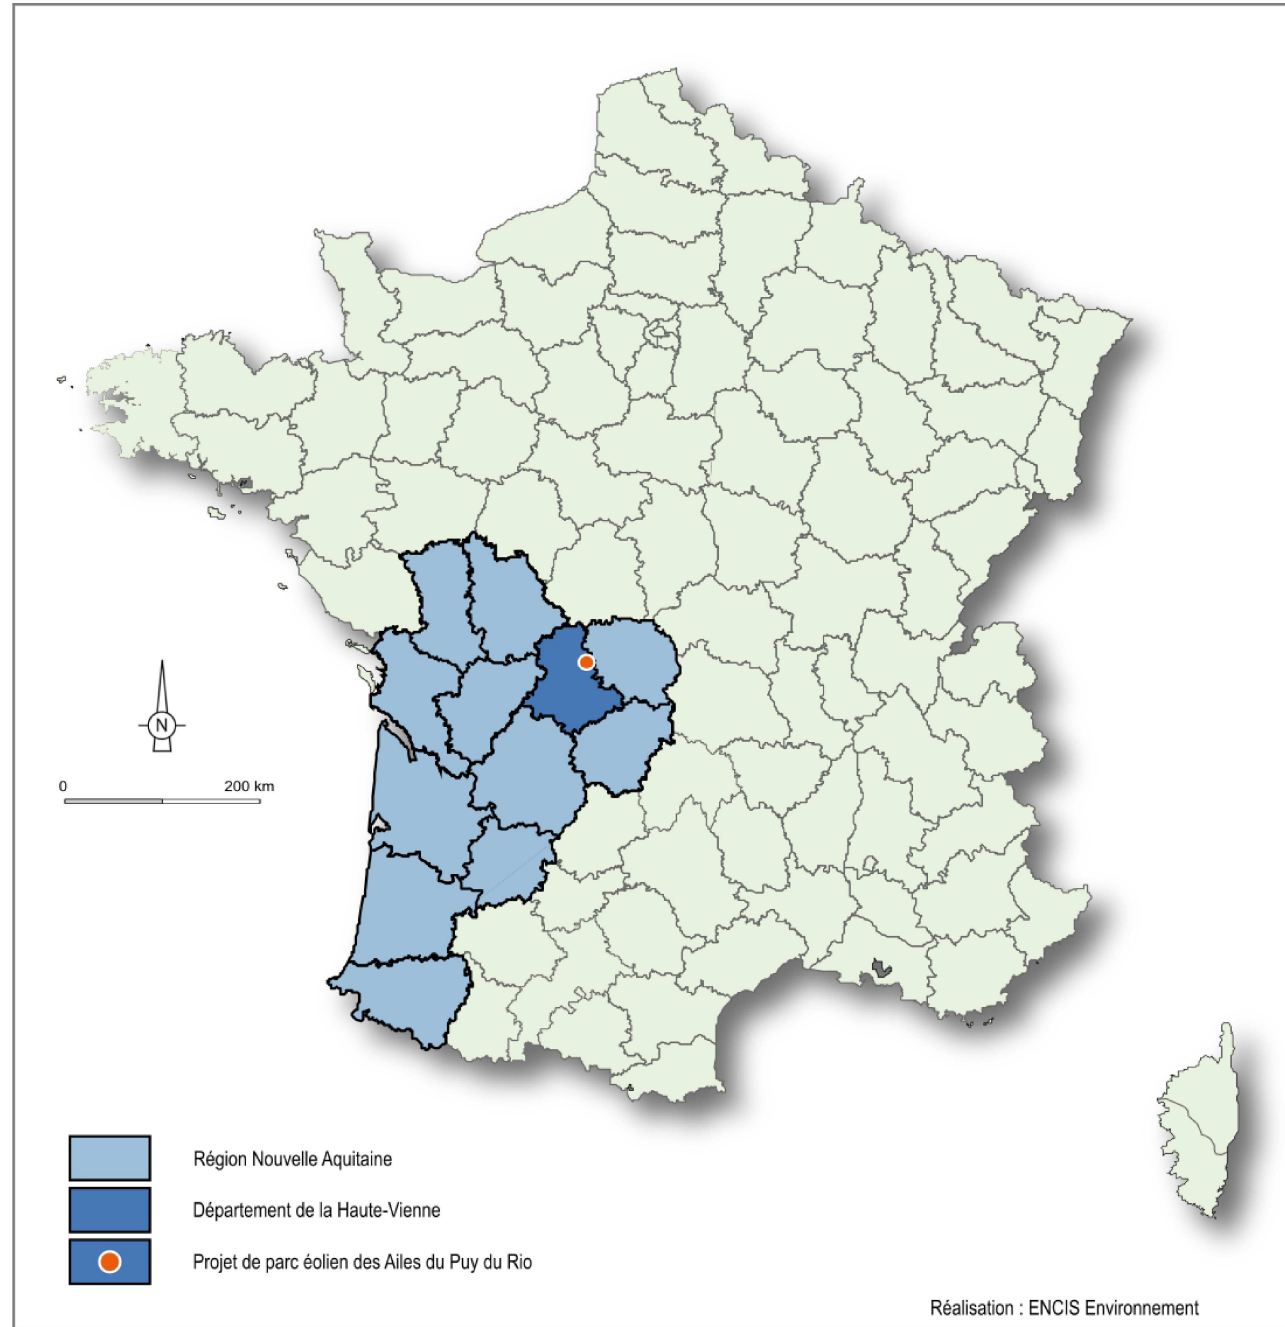 N
0 200 km
Région Nouvelle Aquitaine
Département de la Haute-Vienne
Projet de parc éolien des Ailes du Puy du Rio
Réalisation : ENCIS Environnement